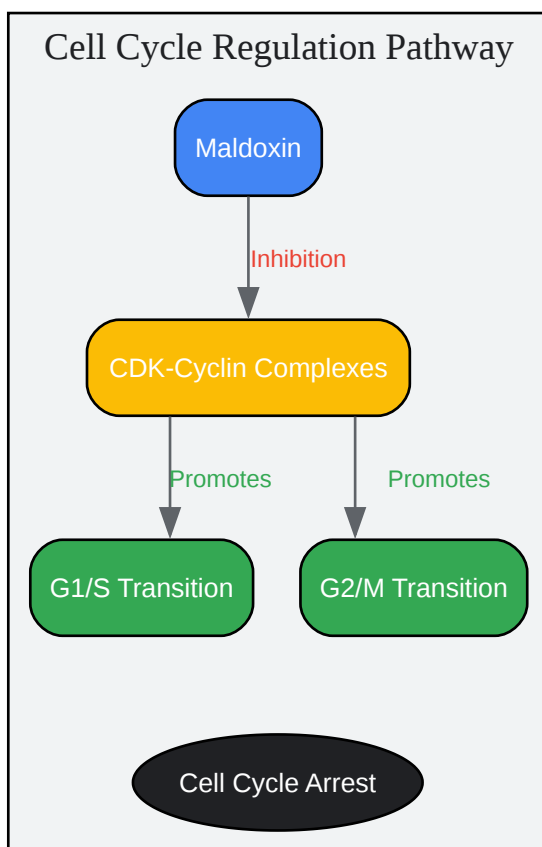 Cell Cycle Regulation Pathway
Maldoxin
Inhibition
CDK-Cyclin Complexes
Promotes
Promotes
G1/S Transition
G2/M Transition
Cell Cycle Arrest